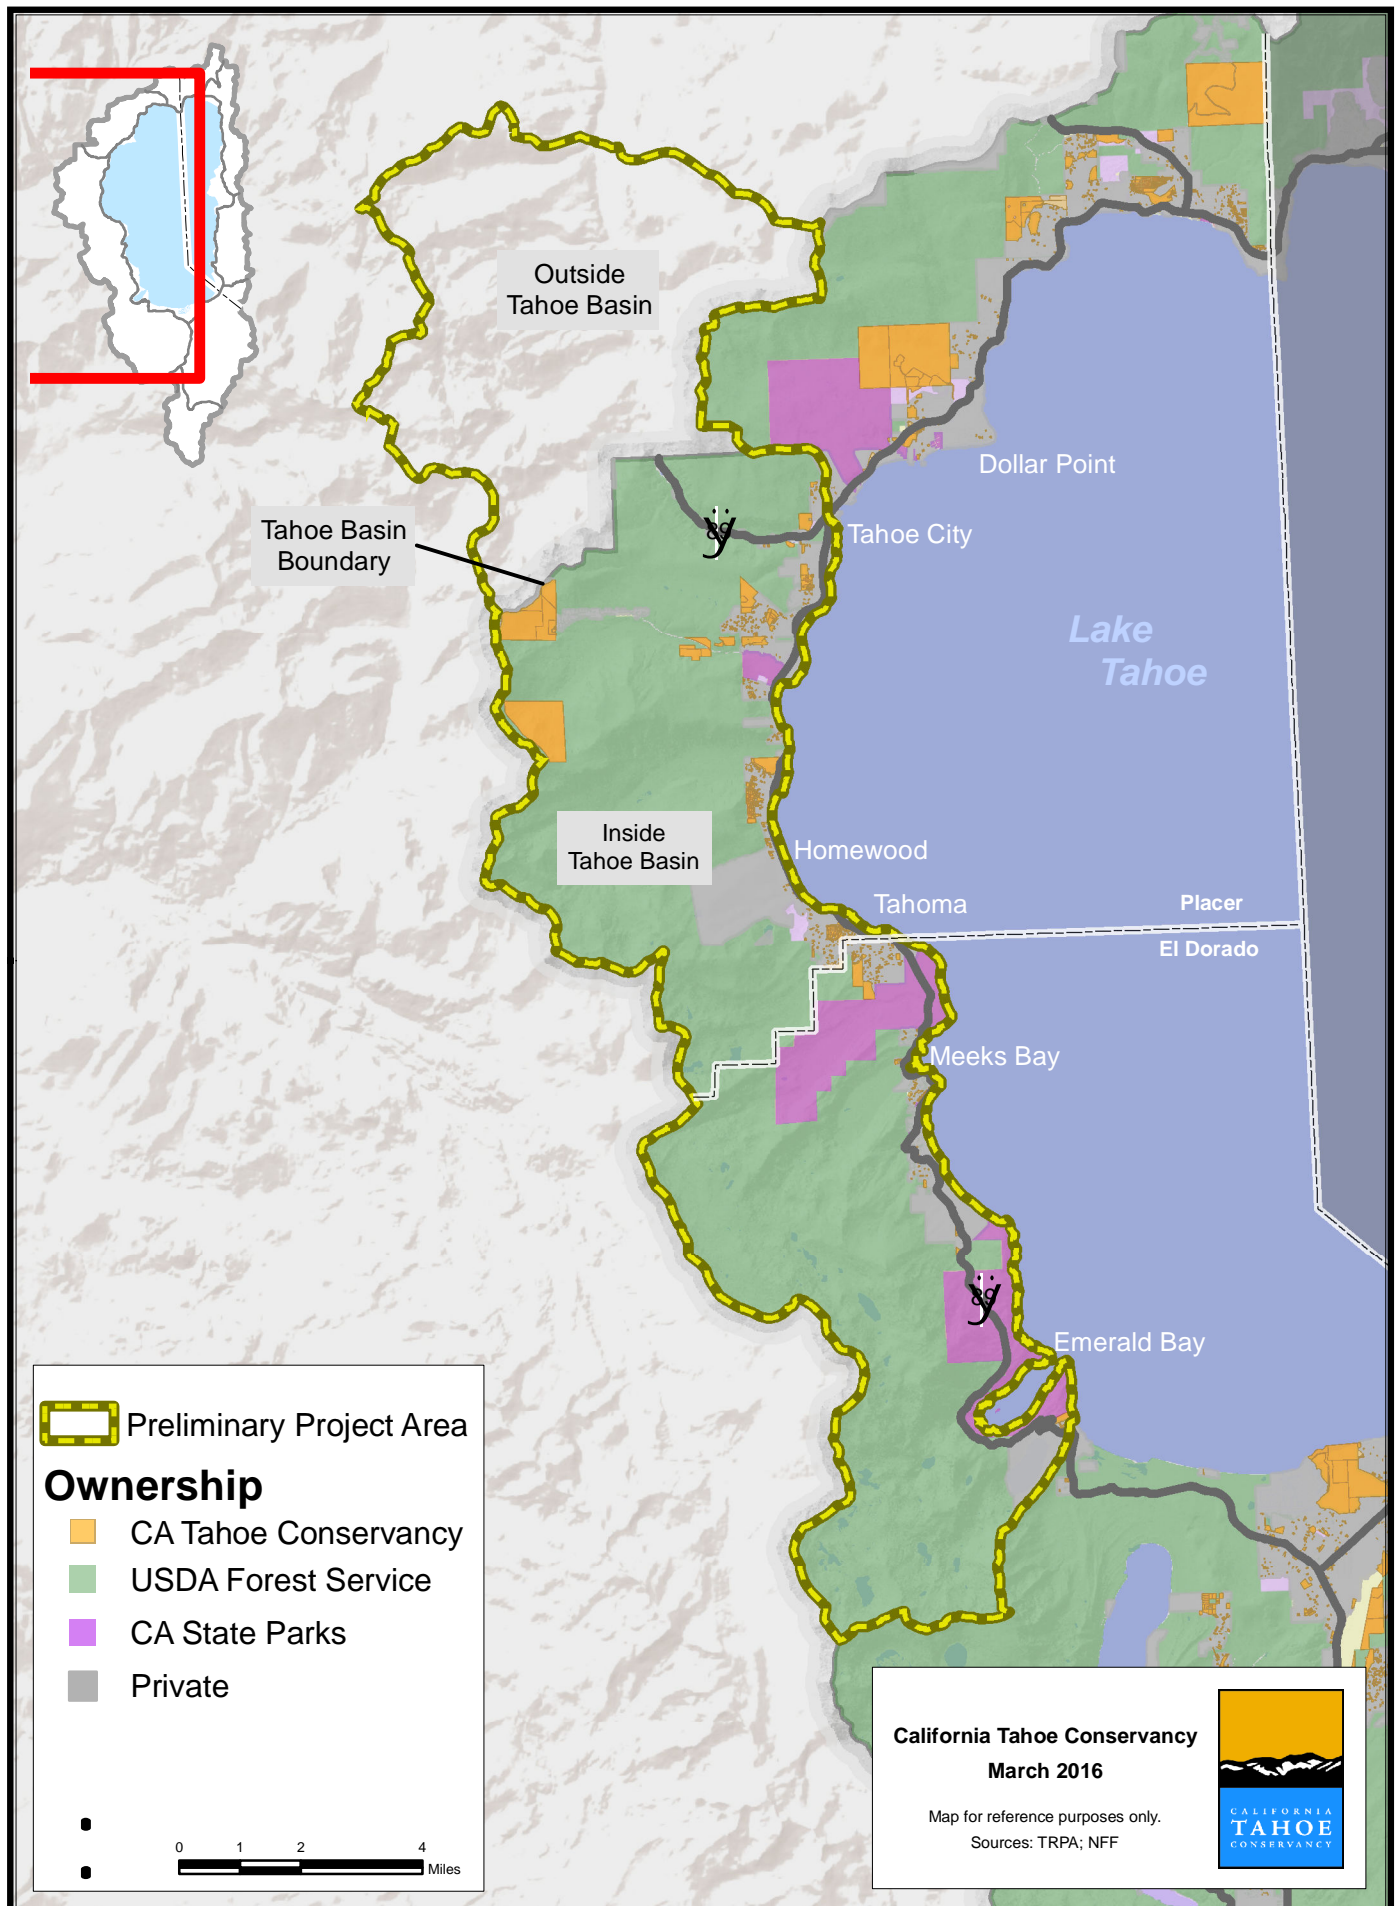 Outside
Tahoe Basin
Dollar Point
Tahoe Basin
Boundary
ÿ
89
Tahoe City
Lake
Tahoe
Inside
Tahoe Basin
Homewood
Tahoma
Placer
El Dorado
Meeks Bay
ÿ
89
Emerald Bay
Preliminary Project Area
Ownership
CA Tahoe Conservancy
USDA Forest Service
CA State Parks
Private
0 1 2 4
Miles
California Tahoe Conservancy
March 2016
Map for reference purposes only.
Sources: TRPA; NFF
CALIFORNIA
TAHOE
CONSERVANCY